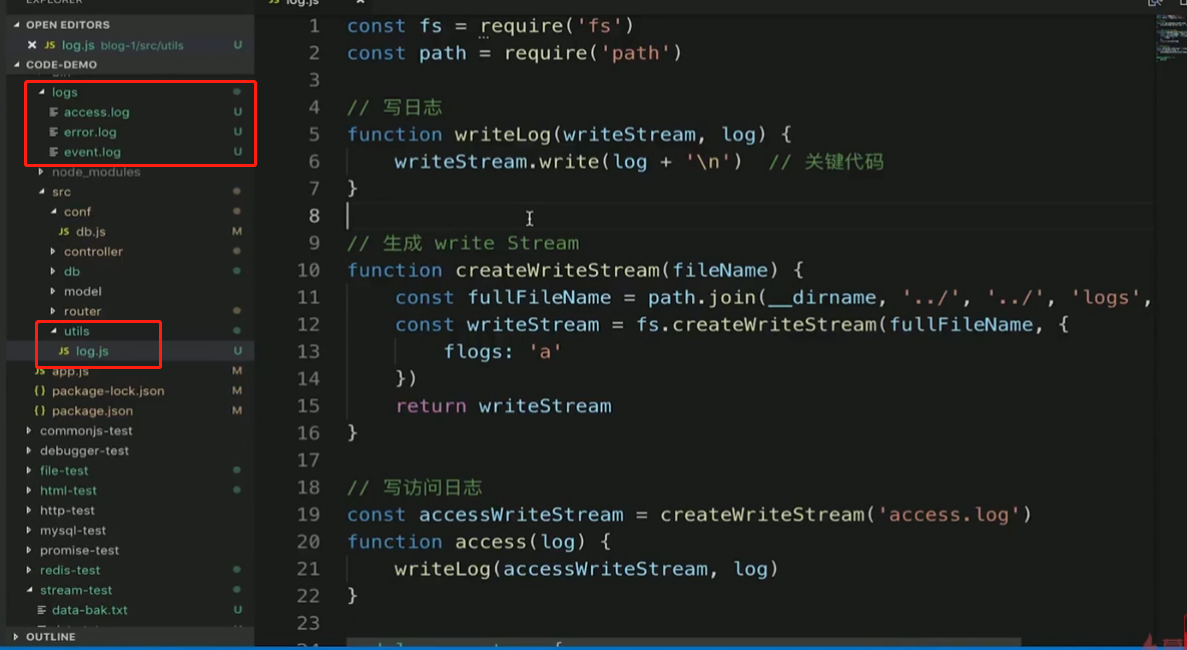 EXPLORER
OPEN EDITORS
JS log.js blog-1/src/utils U
CODE-DEMO
bin
logs
access.log U
error.log U
event.log U
node_modules
src
conf
JS db.js M
controller
db
model
router
utils
JS log.js U
JS app.js M
{} package-lock.json M
{} package.json M
commonjs-test
debugger-test
file-test
html-test
http-test
mysql-test
promise-test
redis-test
stream-test
data-bak.txt U
OUTLINE
JS log.js
1 const fs = require('fs')
2 const path = require('path')
3
4 // 写日志
5 function writeLog(writeStream, log) {
6 writeStream.write(log + '\n') // 关键代码
7 }
8
9 // 生成 write Stream
10 function createWriteStream(fileName) {
11 const fullFileName = path.join(__dirname, '../', '../', 'logs',
12 const writeStream = fs.createWriteStream(fullFileName, {
13 flogs: 'a'
14 })
15 return writeStream
16 }
17
18 // 写访问日志
19 const accessWriteStream = createWriteStream('access.log')
20 function access(log) {
21 writeLog(accessWriteStream, log)
22 }
23